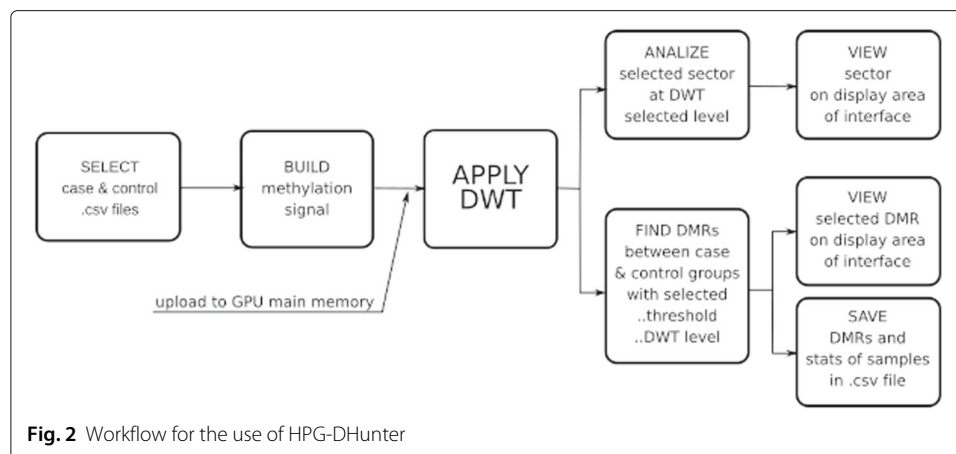 SELECT
case & control
.csv files
BUILD
methylation
signal
upload to GPU main memory
APPLY
DWT
ANALIZE
selected sector
at DWT
selected level
VIEW
sector
on display area
of interface
FIND DMRs
between case
& control groups
with selected
..threshold
..DWT level
VIEW
selected DMR
on display area
of interface
SAVE
DMRs and
stats of samples
in .csv file
Fig. 2 Workflow for the use of HPG-DHunter